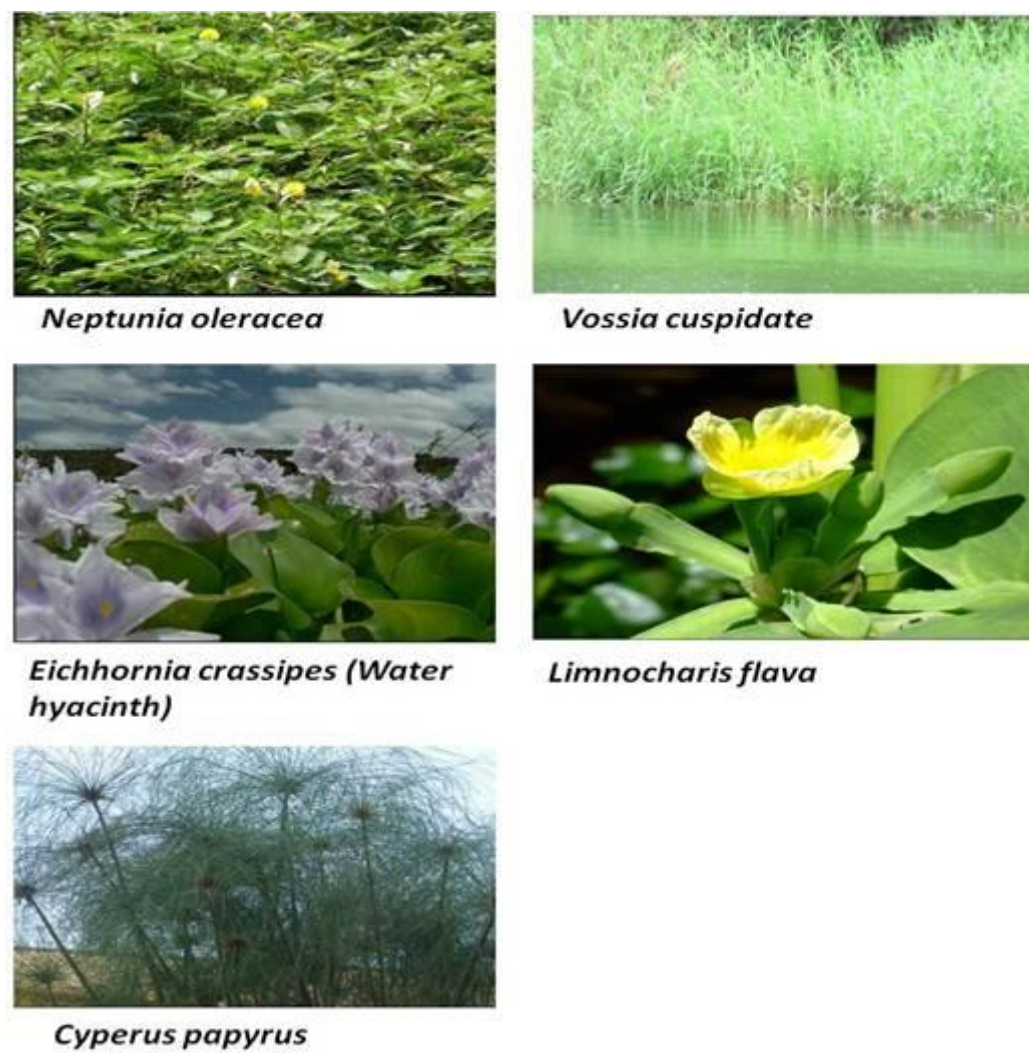 Neptunia oleracea
Vossia cuspidate
Eichhornia crassipes (Water
hyacinth)
Limnocharis flava
Cyperus papyrus